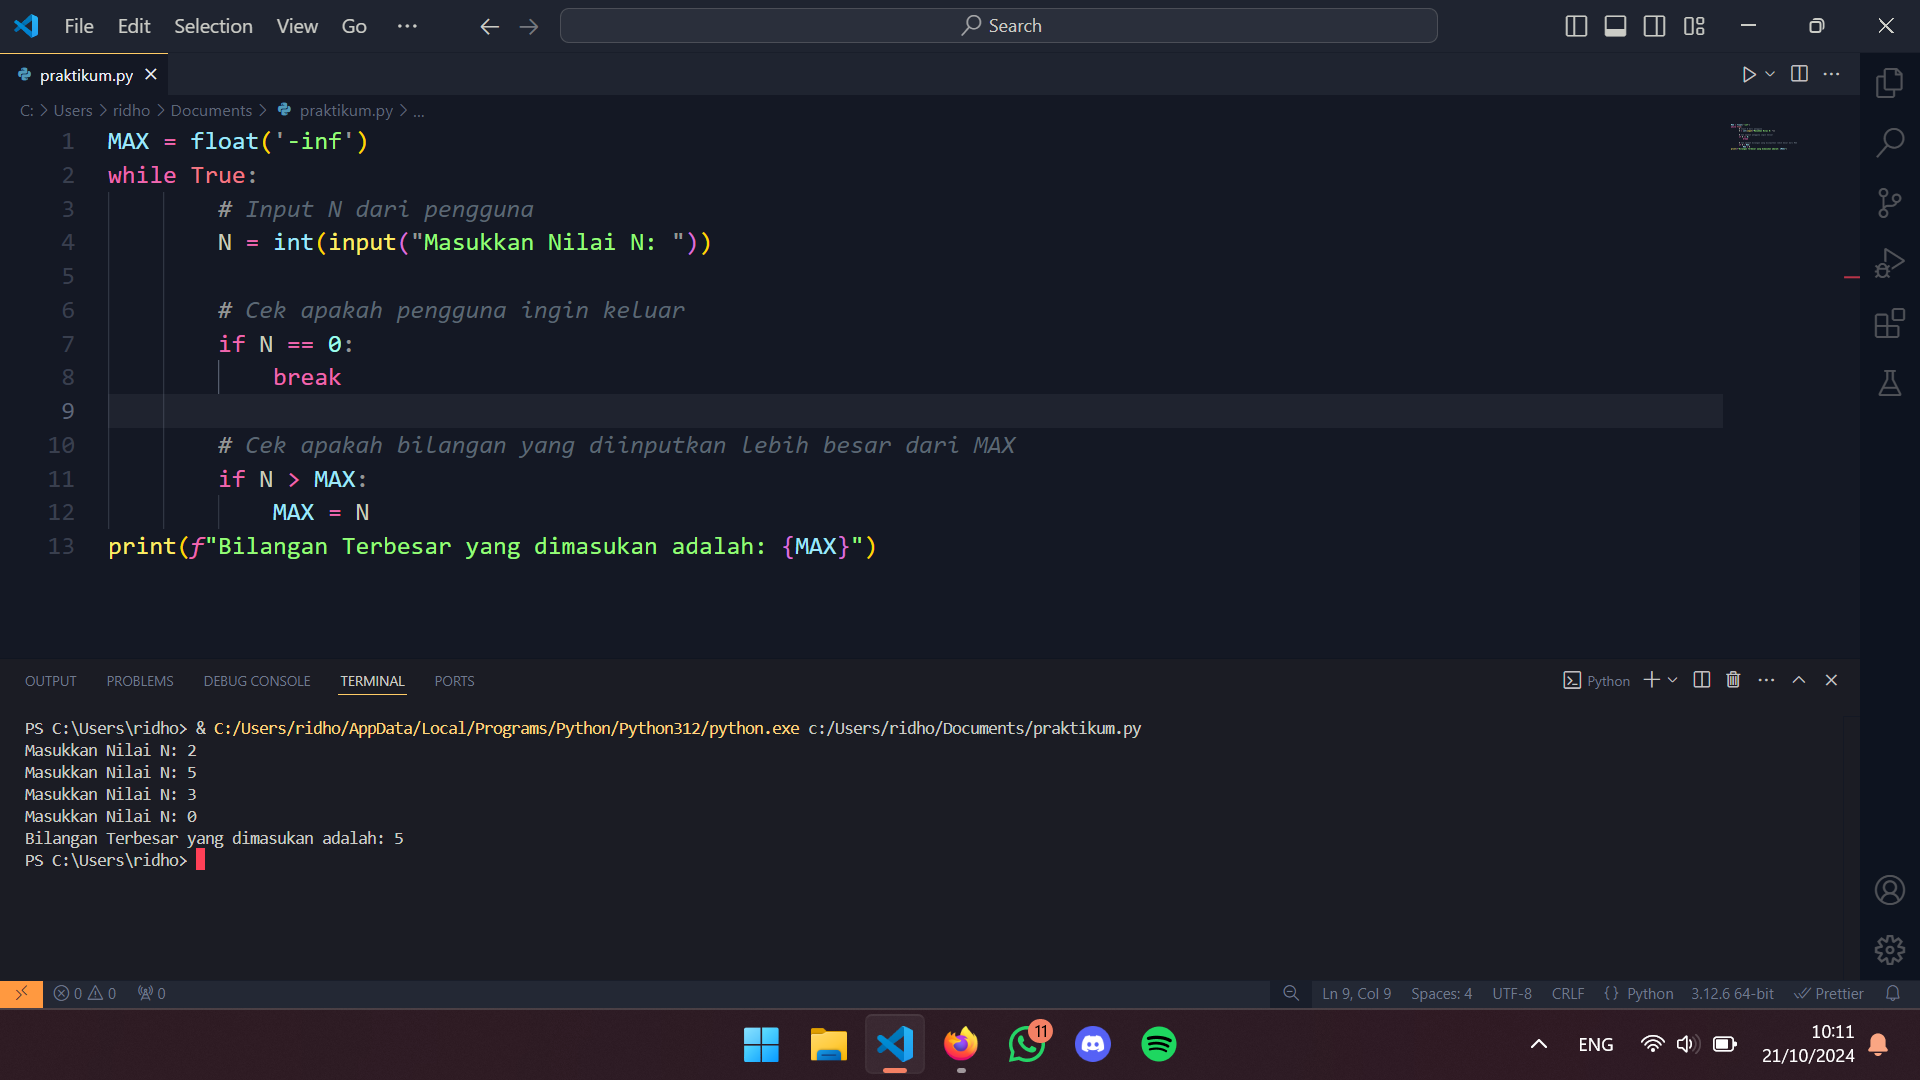 File Edit Selection View Go ··· Search
praktikum.py
C: > Users > ridho > Documents > praktikum.py > ...
1 MAX = float('-inf')
2 while True:
3 # Input N dari pengguna
4 N = int(input("Masukkan Nilai N: "))
5
6 # Cek apakah pengguna ingin keluar
7 if N == 0:
8 break
9
10 # Cek apakah bilangan yang diinputkan lebih besar dari MAX
11 if N > MAX:
12 MAX = N
13 print(f"Bilangan Terbesar yang dimasukan adalah: {MAX}")
OUTPUT PROBLEMS DEBUG CONSOLE TERMINAL PORTS Python
PS C:\Users\ridho> & C:/Users/ridho/AppData/Local/Programs/Python/Python312/python.exe c:/Users/ridho/Documents/praktikum.py
Masukkan Nilai N: 2
Masukkan Nilai N: 5
Masukkan Nilai N: 3
Masukkan Nilai N: 0
Bilangan Terbesar yang dimasukan adalah: 5
PS C:\Users\ridho>
0 0 0 Ln 9, Col 9 Spaces: 4 UTF-8 CRLF {} Python 3.12.6 64-bit Prettier
11 ENG 10:11
21/10/2024